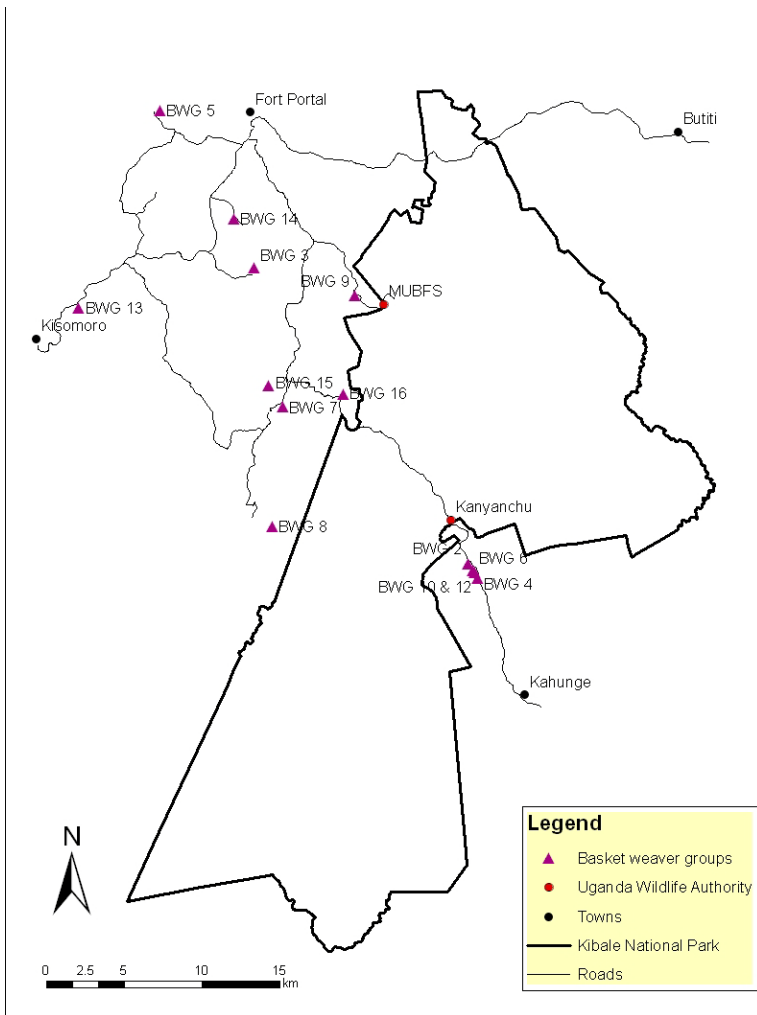 Fort Portal
BWG 5
Butiti
BWG 14
BWG 3
BWG 9
MUBFS
BWG 13
Kisomoro
BWG 15
BWG 16
BWG 7
Kanyanchu
BWG 8
BWG 2
BWG 6
BWG 10 & 12
BWG 4
Kahunge
N
0 2.5 5 10 15
km
Legend
Basket weaver groups
Uganda Wildlife Authority
Towns
Kibale National Park
Roads